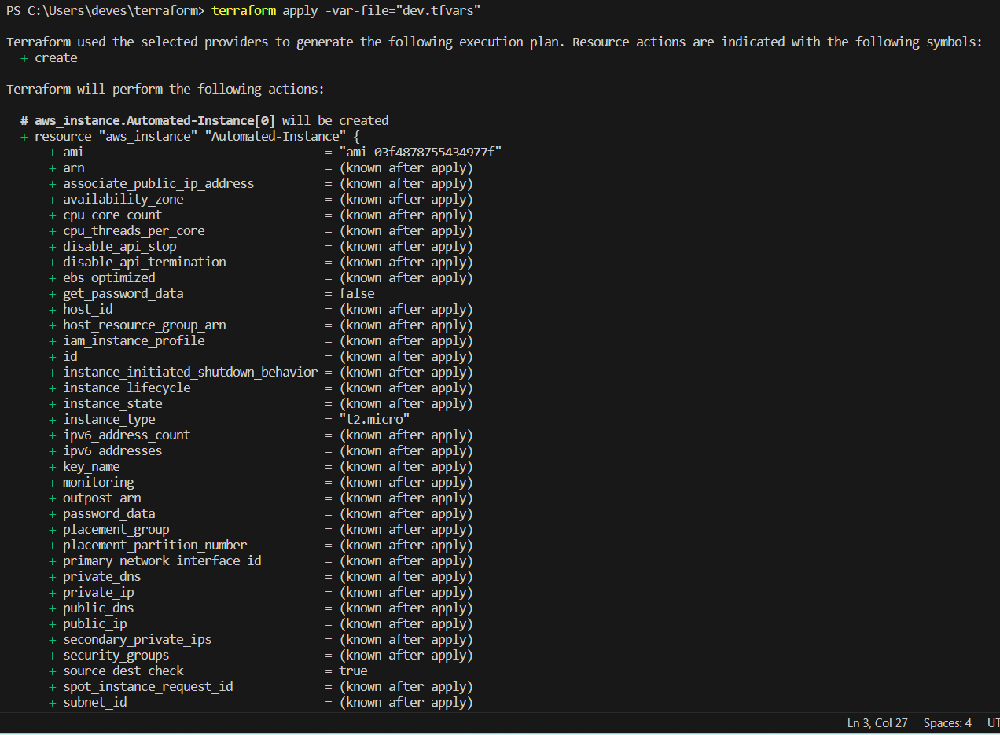 PS C:\Users\deves\terraform> terraform apply -var-file="dev.tfvars"
Terraform used the selected providers to generate the following execution plan. Resource actions are indicated with the following symbols:
  + create
Terraform will perform the following actions:
  # aws_instance.Automated-Instance[0] will be created
  + resource "aws_instance" "Automated-Instance" {
      + ami                                  = "ami-03f4878755434977f"
      + arn                                  = (known after apply)
      + associate_public_ip_address          = (known after apply)
      + availability_zone                    = (known after apply)
      + cpu_core_count                       = (known after apply)
      + cpu_threads_per_core                 = (known after apply)
      + disable_api_stop                     = (known after apply)
      + disable_api_termination              = (known after apply)
      + ebs_optimized                        = (known after apply)
      + get_password_data                    = false
      + host_id                              = (known after apply)
      + host_resource_group_arn              = (known after apply)
      + iam_instance_profile                 = (known after apply)
      + id                                   = (known after apply)
      + instance_initiated_shutdown_behavior = (known after apply)
      + instance_lifecycle                   = (known after apply)
      + instance_state                       = (known after apply)
      + instance_type                        = "t2.micro"
      + ipv6_address_count                   = (known after apply)
      + ipv6_addresses                       = (known after apply)
      + key_name                             = (known after apply)
      + monitoring                           = (known after apply)
      + outpost_arn                          = (known after apply)
      + password_data                        = (known after apply)
      + placement_group                      = (known after apply)
      + placement_partition_number           = (known after apply)
      + primary_network_interface_id         = (known after apply)
      + private_dns                          = (known after apply)
      + private_ip                           = (known after apply)
      + public_dns                           = (known after apply)
      + public_ip                            = (known after apply)
      + secondary_private_ips                = (known after apply)
      + security_groups                      = (known after apply)
      + source_dest_check                    = true
      + spot_instance_request_id             = (known after apply)
      + subnet_id                            = (known after apply)
Ln 3, Col 27 Spaces: 4 UT